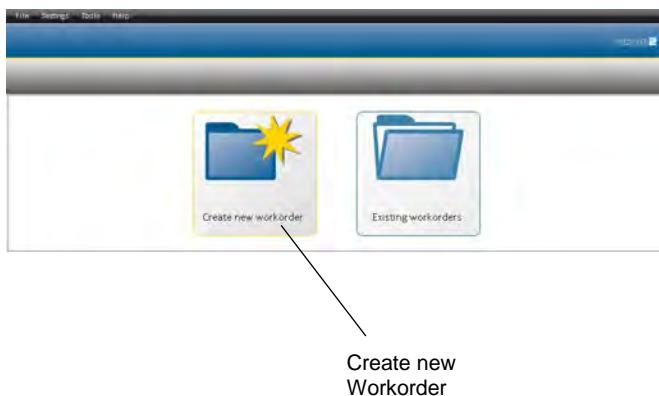 File Settings Tools Help
Create new workorder
Existing workorders
Create new
Workorder